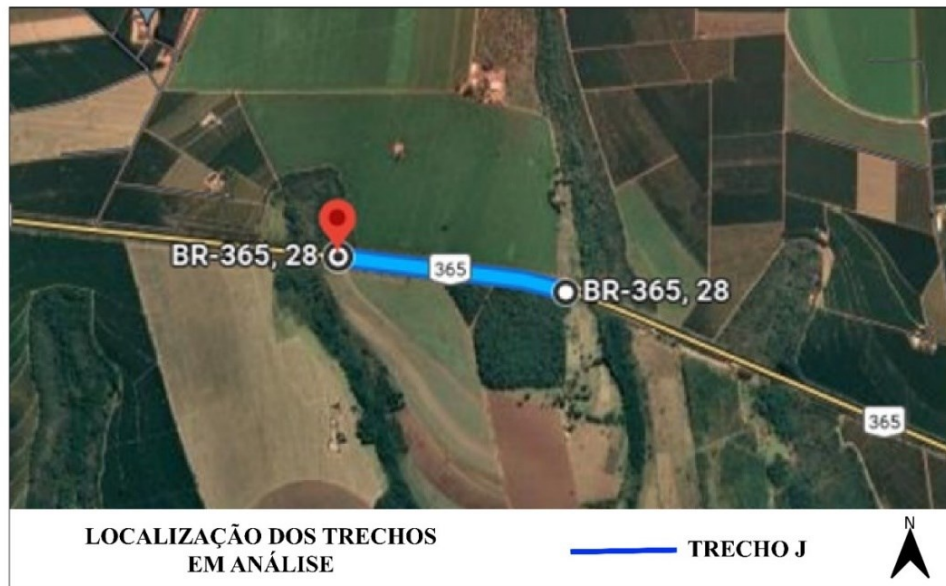 BR-365, 28
365
BR-365, 28
365
LOCALIZAÇÃO DOS TRECHOS
EM ANÁLISE
TRECHO J
N